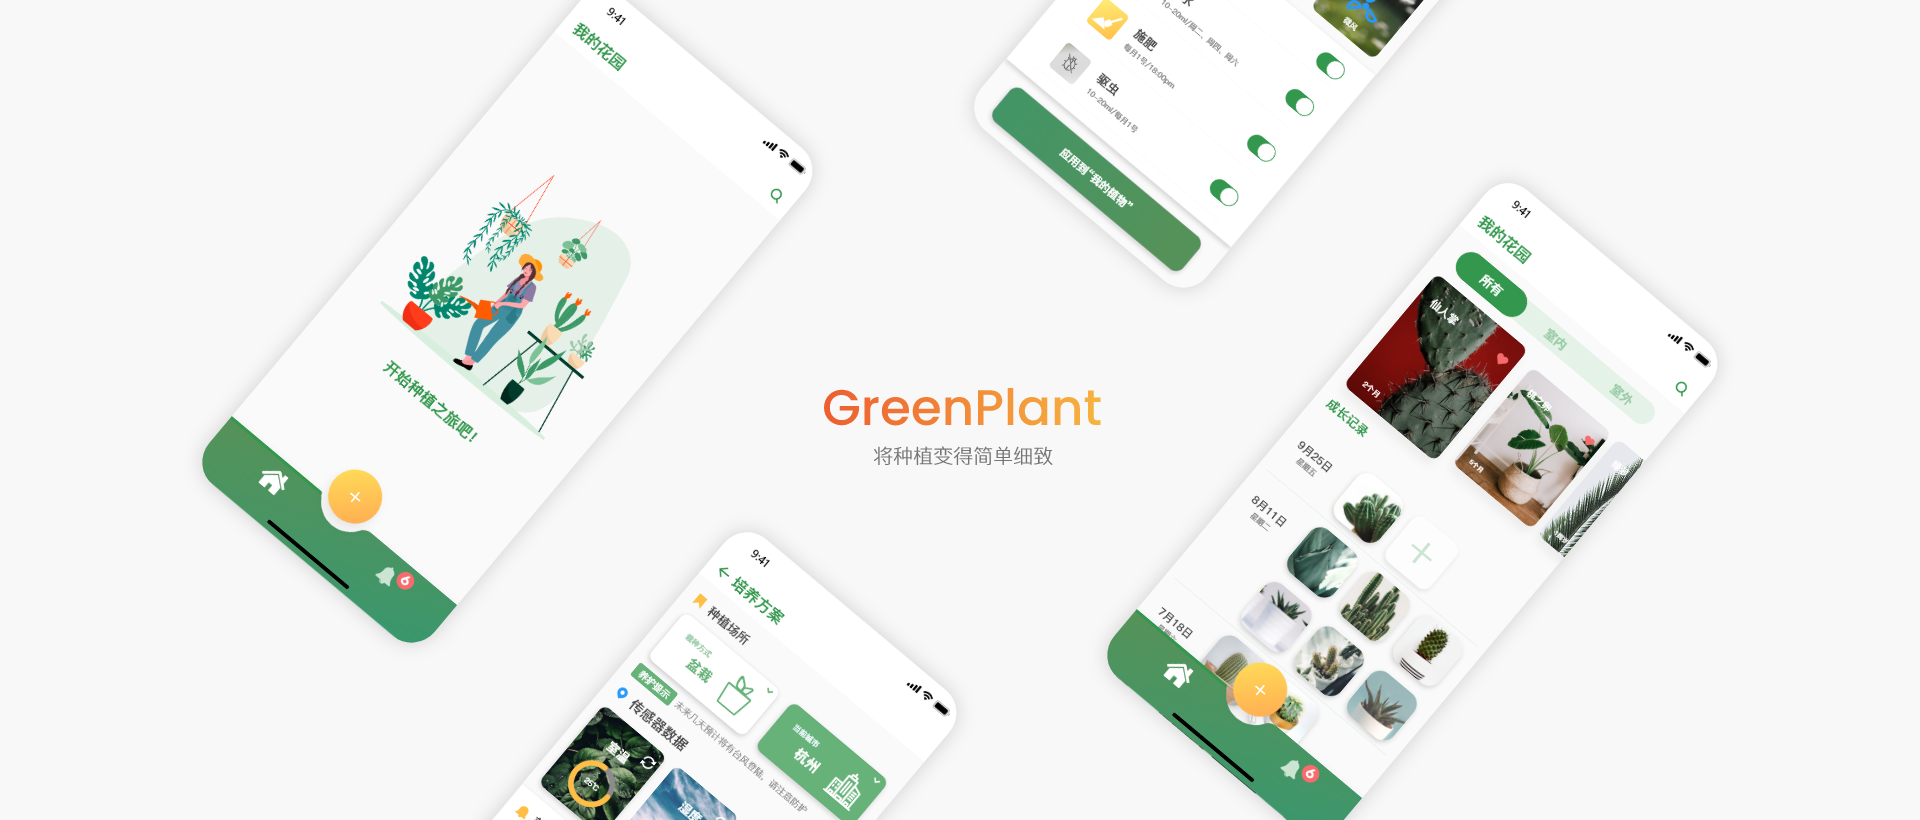 9:41
我的花园
开始种植之旅吧！
6
10-20ml/周二、周四、周六
施肥
每月1号/18:00pm
驱虫
10-20ml/每月1号
微风
应用到“我的植物”
GreenPlant
将种植变得简单细致
9:41
培养方案
种植场所
盆栽
当前城市
杭州
养护提示
未来几天预计将有台风登陆，请注意防护
传感器数据
室温
25℃
9:41
我的花园
所有
室内
室外
仙人掌
2个月
5个月
成长记录
9月25日
星期五
8月11日
星期二
7月18日
6